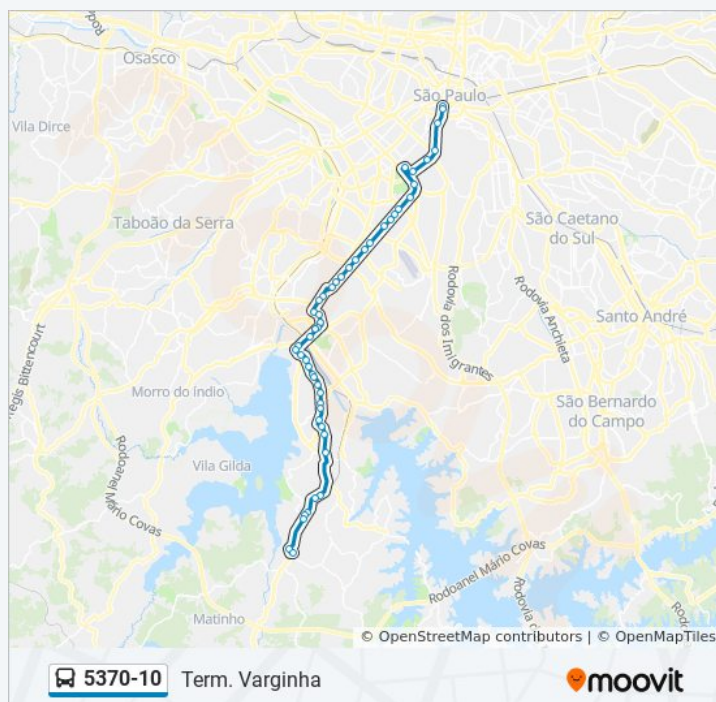 Osasco
São Paulo
Vila Dirce
Taboão da Serra
São Caetano
do Sul
Rodovia dos Imigrantes
Rodovia Anchieta
Santo André
Régis Bittencourt
Morro do Índio
São Bernardo
do Campo
Rodoanel Mário Covas
Vila Gilda
Rodoanel Mário Covas
Matinho
© OpenStreetMap contributors | © OpenMapTiles
5370-10 Term. Varginha
moovit